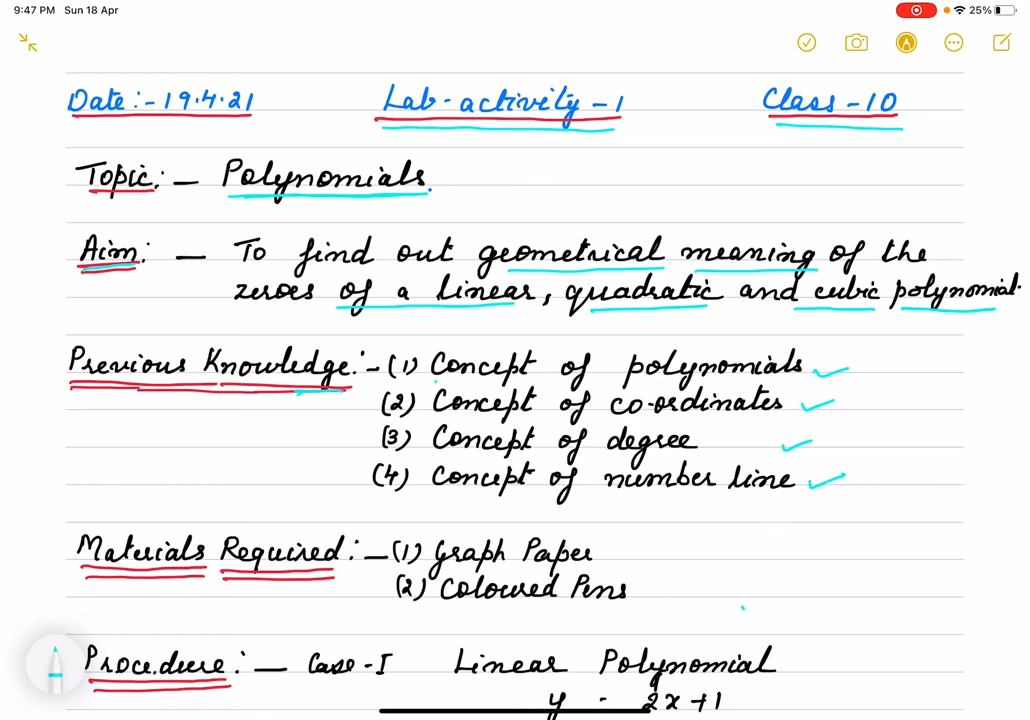 9:47 PM Sun 18 Apr 25%
Date:- 19.4.21 Lab-activity-1 Class-10
Topic:- Polynomials.
Aim:- To find out geometrical meaning of the
zeroes of a linear, quadratic and cubic polynomial.
Previous Knowledge:- (1) Concept of polynomials
(2) Concept of co-ordinates
(3) Concept of degree
(4) Concept of number line
Materials Required:- (1) Graph Paper
(2) Coloured Pens
Procedure:- Case-I Linear Polynomial
y = 2x+1